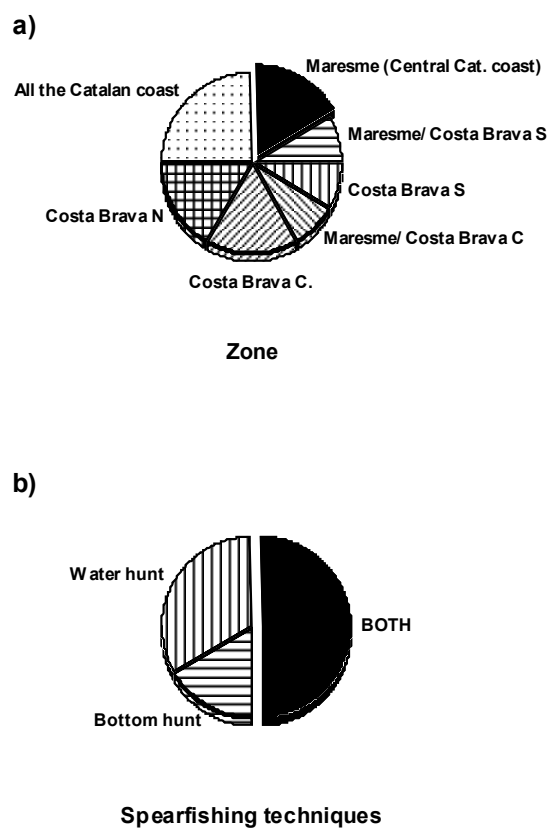 a)
Maresme (Central Cat. coast)
All the Catalan coast
Maresme/ Costa Brava S
Costa Brava S
Costa Brava N
Maresme/ Costa Brava C
Costa Brava C.
Zone
b)
Water hunt
BOTH
Bottom hunt
Spearfishing techniques